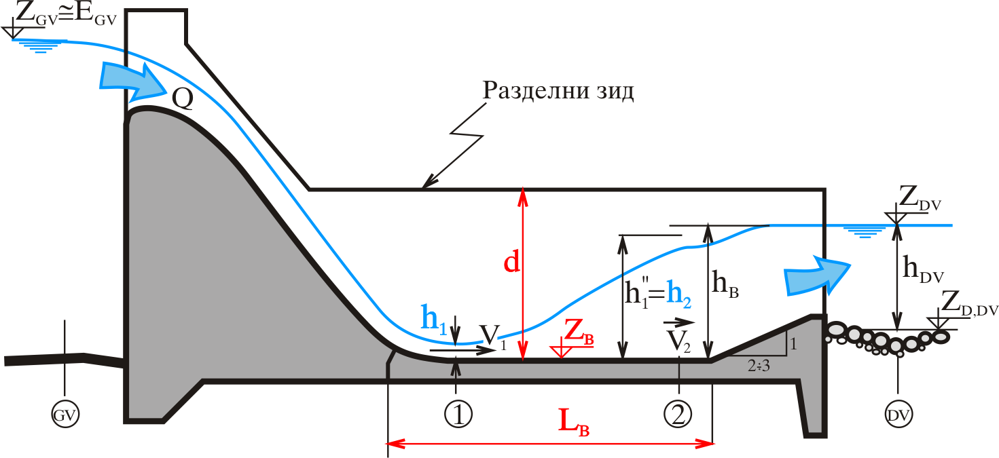 Z_GV≅E_GV
Q
Разделни зид
Z_DV
d
h_1
V_1
Z_B
h_1"=h_2
h_B
V_2
h_DV
Z_D,DV
1
2÷3
GV
1
2
DV
L_B